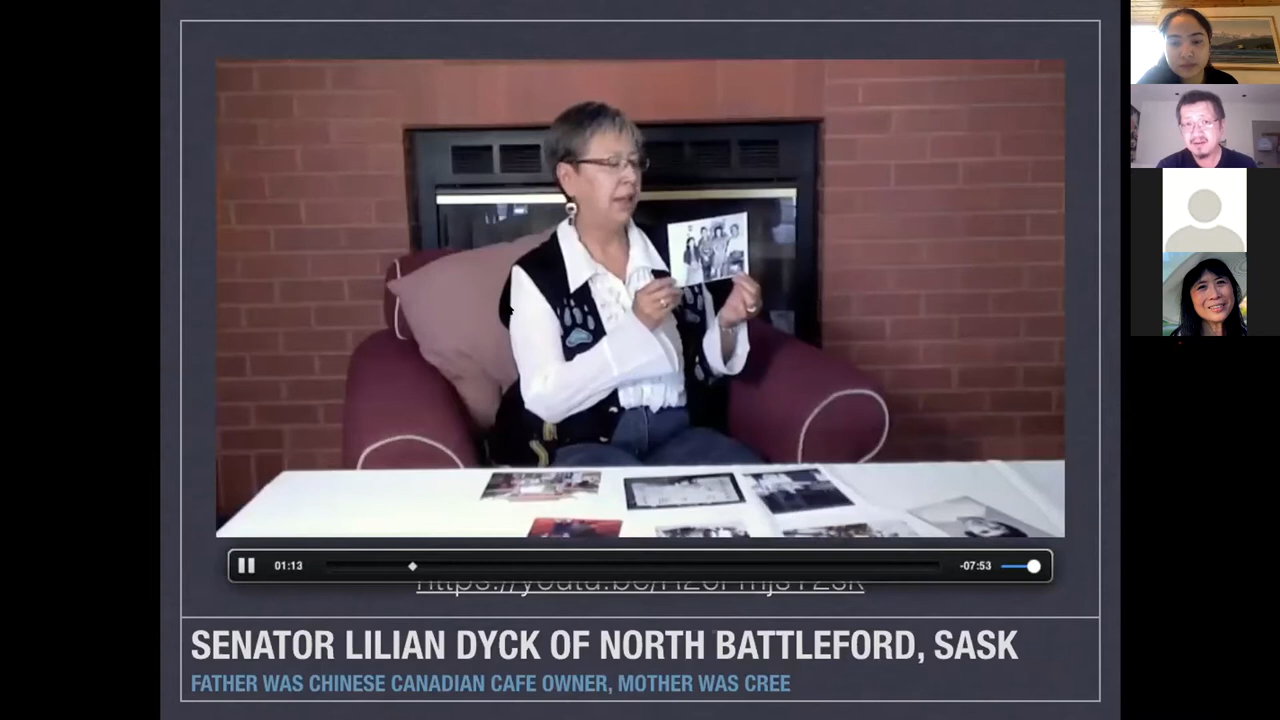 01:13
-07:53
SENATOR LILIAN DYCK OF NORTH BATTLEFORD, SASK
FATHER WAS CHINESE CANADIAN CAFE OWNER, MOTHER WAS CREE